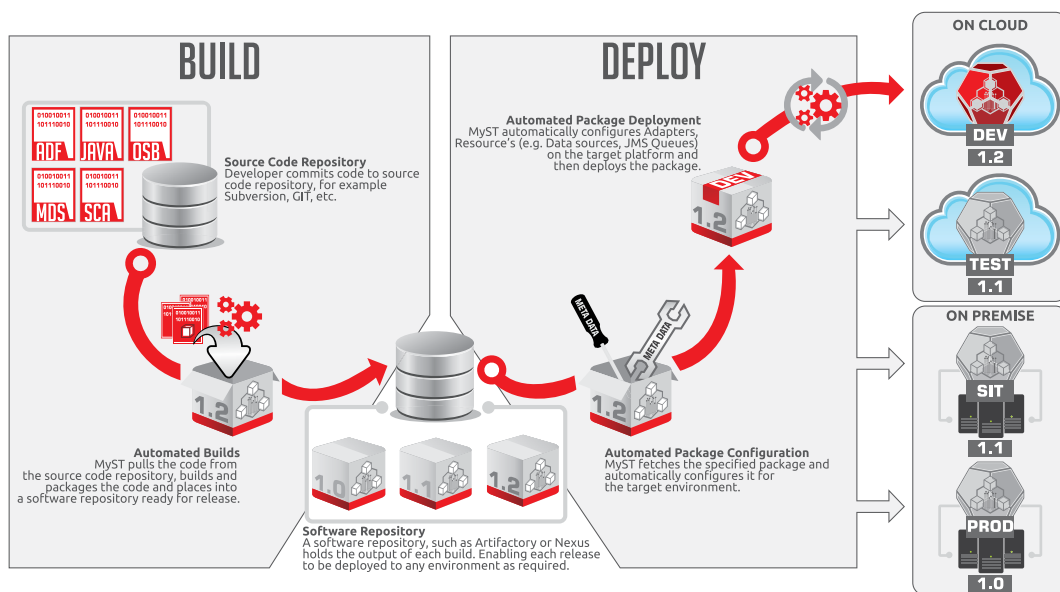 BUILD
010010011
101110010
ADF
010010011
101110010
JAVA
010010011
101110010
OSB
010010011
101110010
MDS
010010011
101110010
SCA
Source Code Repository
Developer commits code to source
code repository, for example
Subversion, GIT, etc.
010010011
101110010
1.2
Automated Builds
MyST pulls the code from
the source code repository, builds and
packages the code and places into
a software repository ready for release.
1.0
1.1
1.2
Software Repository
A software repository, such as Artifactory or Nexus
holds the output of each build. Enabling each release
to be deployed to any environment as required.
DEPLOY
Automated Package Deployment
MyST automatically configures Adapters,
Resource's (e.g. Data sources, JMS Queues)
on the target platform and
then deploys the package.
DEV
1.2
META DATA
META DATA
1.2
Automated Package Configuration
MyST fetches the specified package and
automatically configures it for
the target environment.
ON CLOUD
DEV
1.2
TEST
1.1
ON PREMISE
SIT
1.1
PROD
1.0